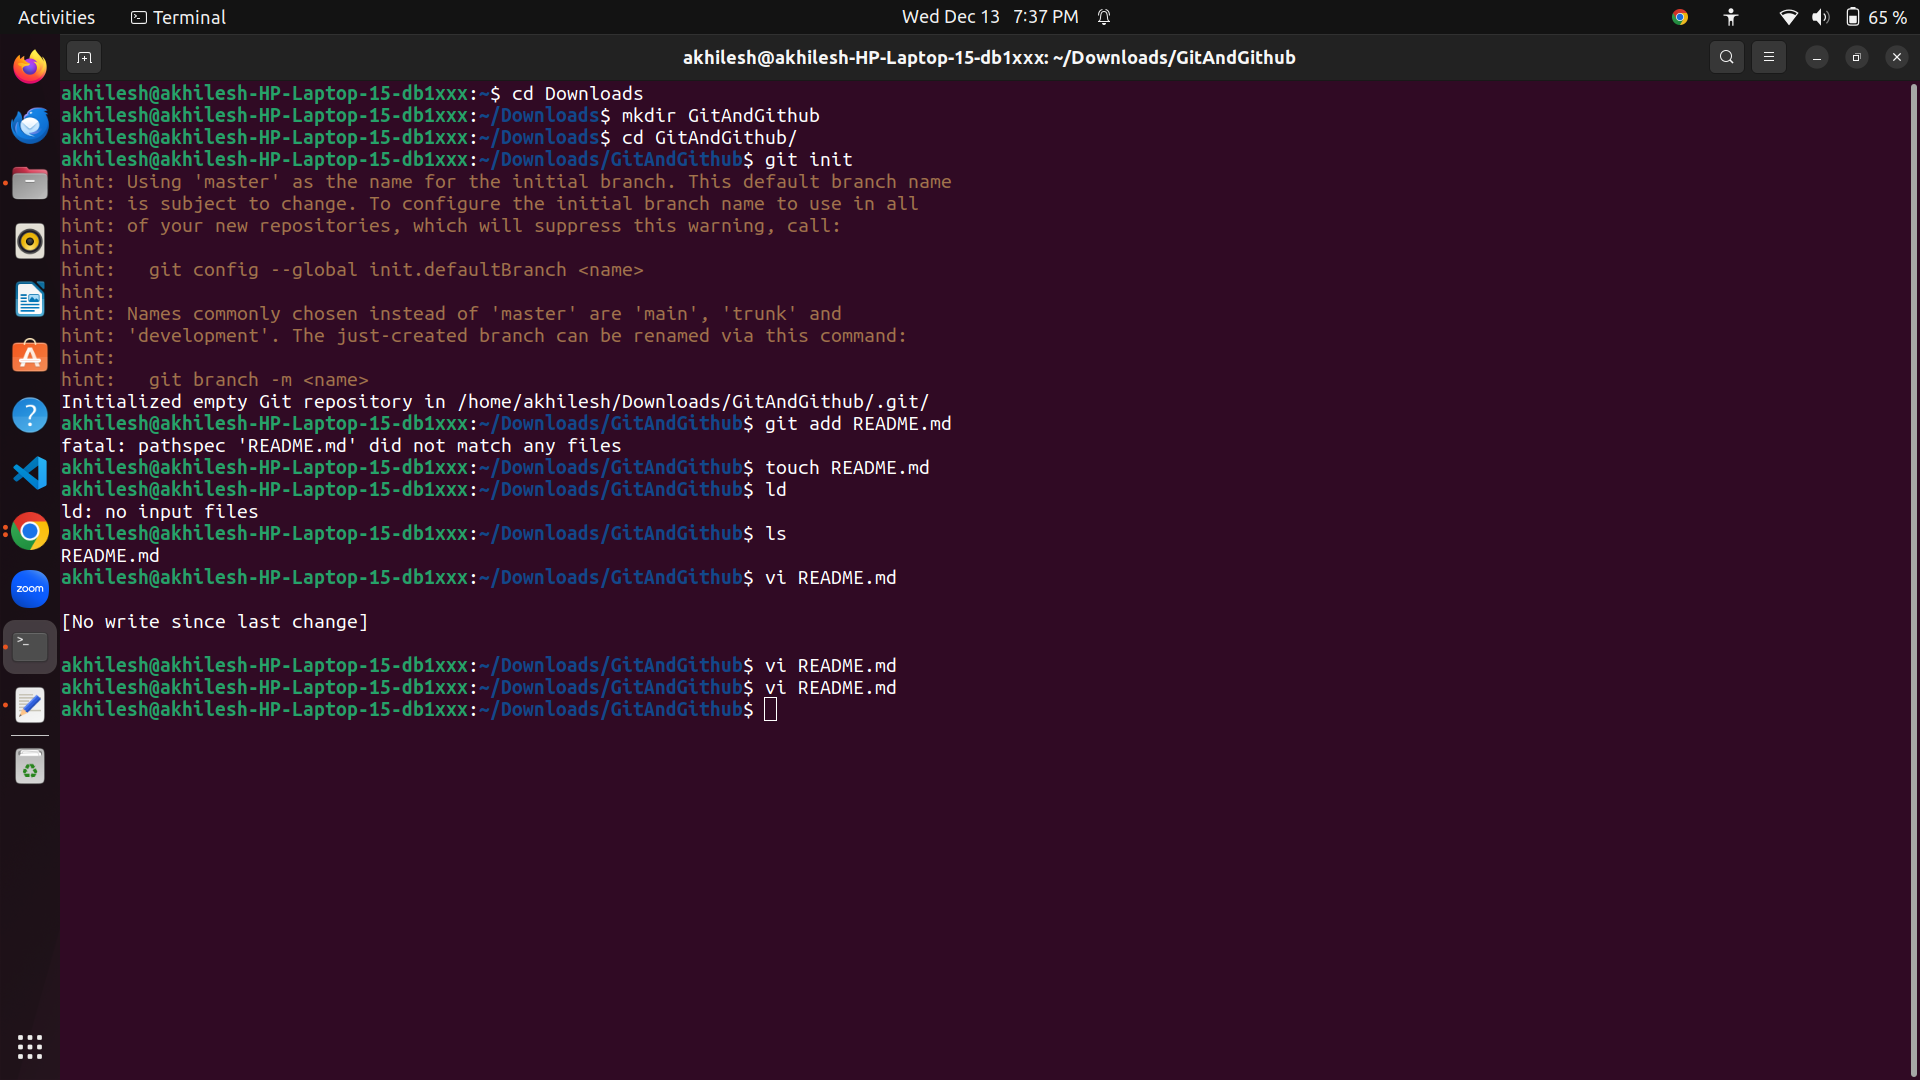 Activities Terminal Wed Dec 13 7:37 PM 65 %
akhilesh@akhilesh-HP-Laptop-15-db1xxx: ~/Downloads/GitAndGithub
akhilesh@akhilesh-HP-Laptop-15-db1xxx:~$ cd Downloads
akhilesh@akhilesh-HP-Laptop-15-db1xxx:~/Downloads$ mkdir GitAndGithub
akhilesh@akhilesh-HP-Laptop-15-db1xxx:~/Downloads$ cd GitAndGithub/
akhilesh@akhilesh-HP-Laptop-15-db1xxx:~/Downloads/GitAndGithub$ git init
hint: Using 'master' as the name for the initial branch. This default branch name
hint: is subject to change. To configure the initial branch name to use in all
hint: of your new repositories, which will suppress this warning, call:
hint:
hint:   git config --global init.defaultBranch <name>
hint:
hint: Names commonly chosen instead of 'master' are 'main', 'trunk' and
hint: 'development'. The just-created branch can be renamed via this command:
hint:
hint:   git branch -m <name>
Initialized empty Git repository in /home/akhilesh/Downloads/GitAndGithub/.git/
akhilesh@akhilesh-HP-Laptop-15-db1xxx:~/Downloads/GitAndGithub$ git add README.md
fatal: pathspec 'README.md' did not match any files
akhilesh@akhilesh-HP-Laptop-15-db1xxx:~/Downloads/GitAndGithub$ touch README.md
akhilesh@akhilesh-HP-Laptop-15-db1xxx:~/Downloads/GitAndGithub$ ld
ld: no input files
akhilesh@akhilesh-HP-Laptop-15-db1xxx:~/Downloads/GitAndGithub$ ls
README.md
akhilesh@akhilesh-HP-Laptop-15-db1xxx:~/Downloads/GitAndGithub$ vi README.md
zoom
[No write since last change]
akhilesh@akhilesh-HP-Laptop-15-db1xxx:~/Downloads/GitAndGithub$ vi README.md
akhilesh@akhilesh-HP-Laptop-15-db1xxx:~/Downloads/GitAndGithub$ vi README.md
akhilesh@akhilesh-HP-Laptop-15-db1xxx:~/Downloads/GitAndGithub$